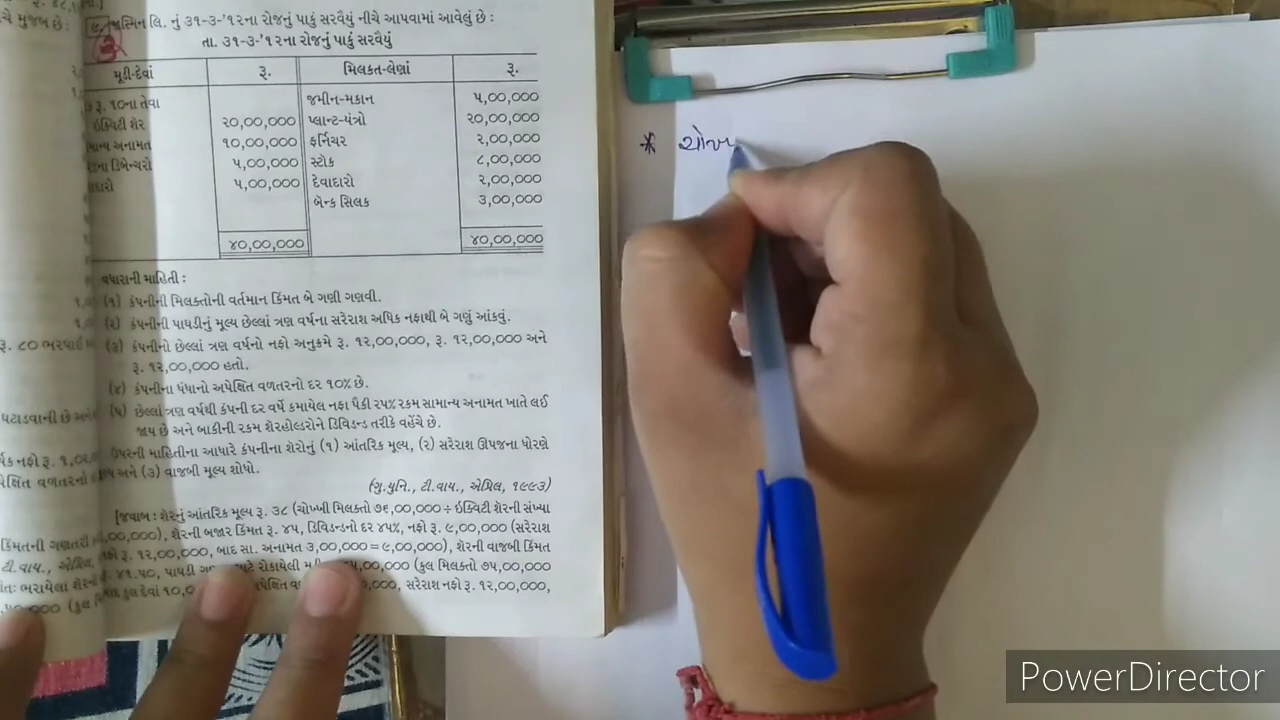 ચે મુજબ છે :
૯. જાસ્મિન લિ. નું ૩૧-૩-'૧૨ના રોજનું પાકું સરવૈયું નીચે આપવામાં આવેલું છે :
તા. ૩૧-૩-'૧૨ના રોજનું પાકું સરવૈયું
મૂડી-દેવાં રૂ. મિલકત-લેણાં રૂ.
રૂ. ૧૦ના તેવા જમીન-મકાન ૫,૦૦,૦૦૦
ઇક્વિટી શેર ૨૦,૦૦,૦૦૦ પ્લાન્ટ-યંત્રો ૨૦,૦૦,૦૦૦
માન્ય અનામત ૧૦,૦૦,૦૦૦ ફર્નિચર ૨,૦૦,૦૦૦
ના ડિબેન્ચરો ૫,૦૦,૦૦૦ સ્ટોક ૮,૦૦,૦૦૦
૫,૦૦,૦૦૦ દેવાદારો ૨,૦૦,૦૦૦
બેન્ક સિલક ૩,૦૦,૦૦૦
૪૦,૦૦,૦૦૦ ૪૦,૦૦,૦૦૦
વધારાની માહિતી :
(૧) કંપનીની મિલકતોની વર્તમાન કિંમત બે ગણી ગણવી.
(૨) કંપનીની પાઘડીનું મૂલ્ય છેલ્લાં ત્રણ વર્ષના સરેરાશ અધિક નફાથી બે ગણું આંકવું.
રૂ. ૮૦ ભરપાઈ
(૩) કંપનીનો છેલ્લાં ત્રણ વર્ષનો નફો અનુક્રમે રૂ. ૧૨,૦૦,૦૦૦, રૂ. ૧૨,૦૦,૦૦૦ અને
રૂ. ૧૨,૦૦,૦૦૦ હતો.
(૪) કંપનીના ધંધાનો અપેક્ષિત વળતરનો દર ૧૦% છે.
ઘટાડવાની છે અને
(૫) છેલ્લાં ત્રણ વર્ષથી કંપની દર વર્ષે કમાયેલ નફા પૈકી ૨૫% રકમ સામાન્ય અનામત ખાતે લઈ
જાય છે અને બાકીની રકમ શેરહોલ્ડરોને ડિવિડન્ડ તરીકે વહેંચે છે.
ઉપરની માહિતીના આધારે કંપનીના શેરોનું (૧) આંતરિક મૂલ્ય, (૨) સરેરાશ ઊપજના ધોરણે
મૂલ્ય અને (૩) વાજબી મૂલ્ય શોધો.
(ગુ.યુનિ., ટી.વાય., એપ્રિલ, ૧૯૯૩)
[જવાબ : શેરનું આંતરિક મૂલ્ય રૂ. ૩૮ (ચોખ્ખી મિલકતો ૭૬,૦૦,૦૦૦ ÷ ઇક્વિટી શેરની સંખ્યા
૨,૦૦,૦૦૦), શેરની બજાર કિંમત રૂ. ૪૫, ડિવિડન્ડનો દર ૪૫%, નફો રૂ. ૯,૦૦,૦૦૦ (સરેરાશ
નફો રૂ. ૧૨,૦૦,૦૦૦, બાદ સા. અનામત ૩,૦૦,૦૦૦ = ૯,૦૦,૦૦૦), શેરની વાજબી કિંમત
રૂ. ૪૧.૫૦, પાઘડી (કુલ મિલકતો ૭૫,૦૦,૦૦૦
બાદ કુલ દેવાં સરેરાશ નફો રૂ. ૧૨,૦૦,૦૦૦,
* ચોખ
PowerDirector